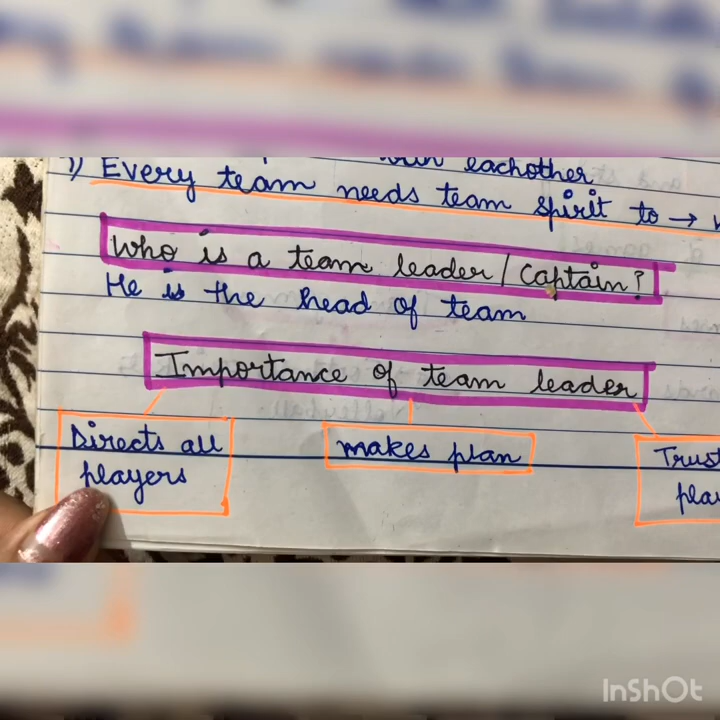 1) Every team needs team spirit to →
eachother
Who is a team leader / Captain?
He is the head of team
Importance of team leader
Directs all
players
makes plan
Trust
InShOt